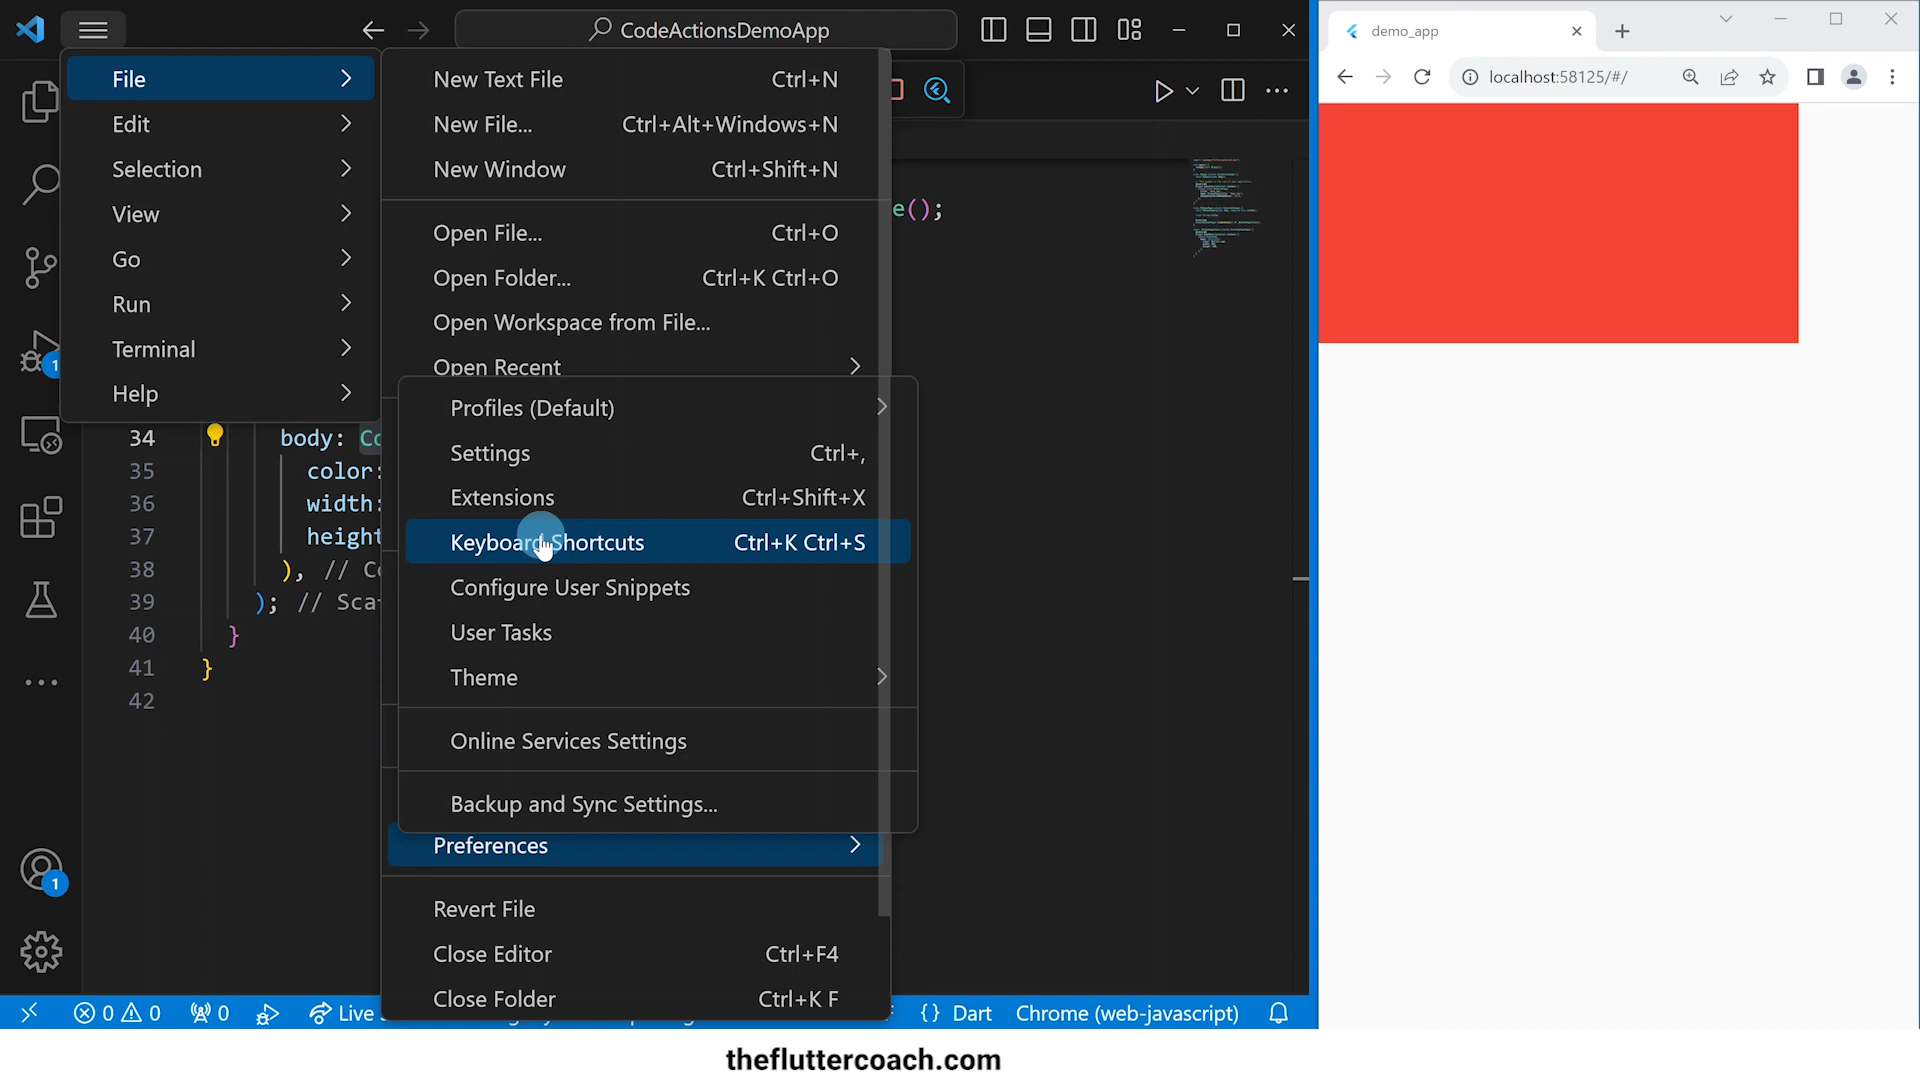 CodeActionsDemoApp
File
Edit
Selection
View
Go
Run
Terminal
Help
New Text File Ctrl+N
New File... Ctrl+Alt+Windows+N
New Window Ctrl+Shift+N
Open File... Ctrl+O
Open Folder... Ctrl+K Ctrl+O
Open Workspace from File...
Open Recent
Profiles (Default)
Settings Ctrl+,
Extensions Ctrl+Shift+X
Keyboard Shortcuts Ctrl+K Ctrl+S
Configure User Snippets
User Tasks
Theme
Online Services Settings
Backup and Sync Settings...
Preferences
Revert File
Close Editor Ctrl+F4
Close Folder Ctrl+K F
e();
34 body: Co
35 color:
36 width:
37 height
38 ), // Co
39 ); // Scaf
40 }
41 }
42
1
1
0 0 0 Live
{} Dart Chrome (web-javascript)
demo_app
localhost:58125/#/
thefluttercoach.com